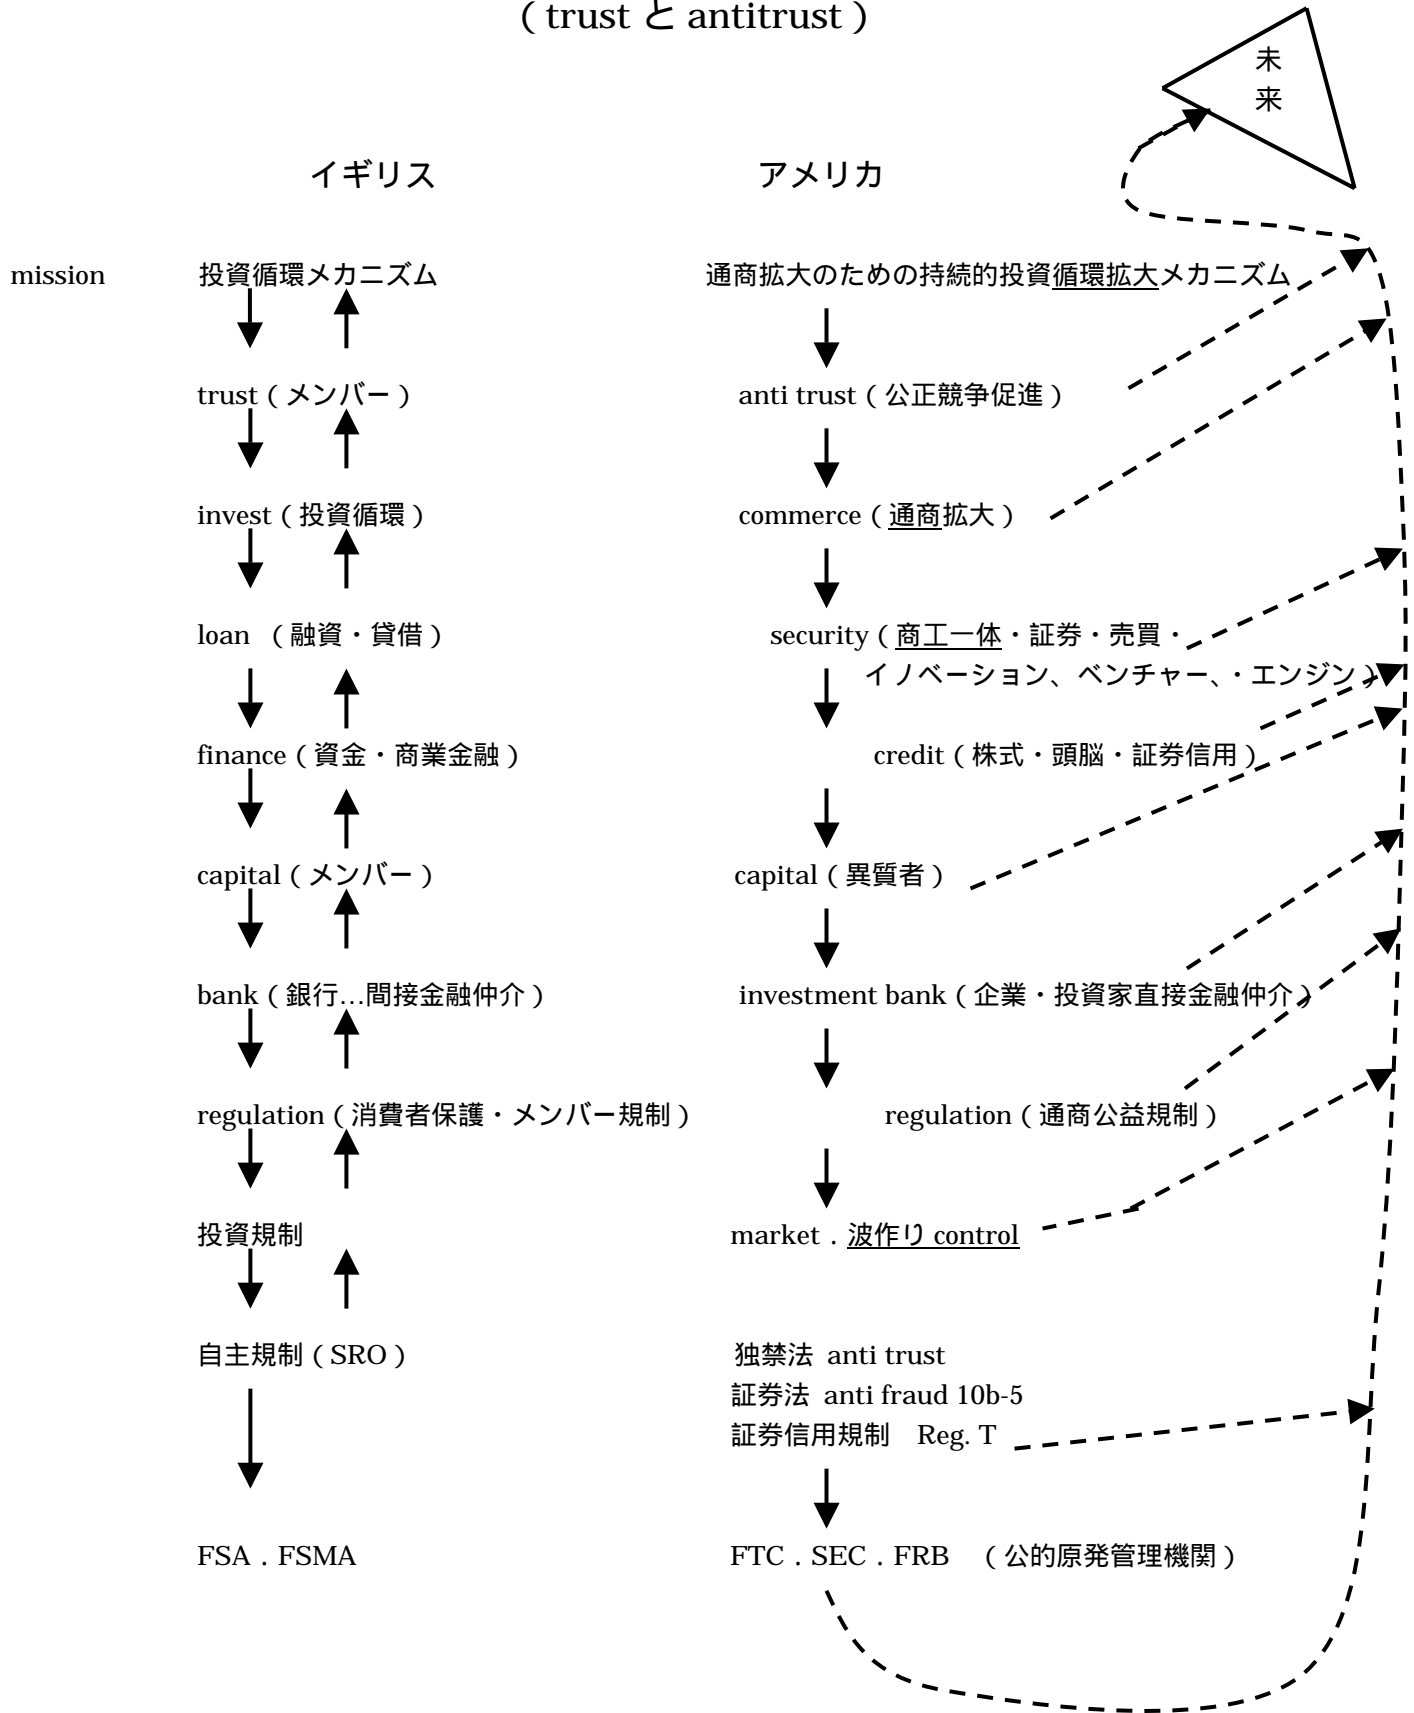 （trust と antitrust）
未
来
イギリス
アメリカ
mission
投資循環メカニズム
通商拡大のための持続的投資循環拡大メカニズム
trust（メンバー）
anti trust（公正競争促進）
invest（投資循環）
commerce（通商拡大）
loan （融資・貸借）
security（商工一体・証券・売買・
イノベーション、ベンチャー、・エンジン）
finance（資金・商業金融）
credit（株式・頭脳・証券信用）
capital（メンバー）
capital（異質者）
bank（銀行…間接金融仲介）
investment bank（企業・投資家直接金融仲介）
regulation（消費者保護・メンバー規制）
regulation（通商公益規制）
投資規制
market．波作り control
自主規制（SRO）
独禁法 anti trust
証券法 anti fraud 10b-5
証券信用規制　Reg. T
FSA．FSMA
FTC．SEC．FRB （公的原発管理機関）